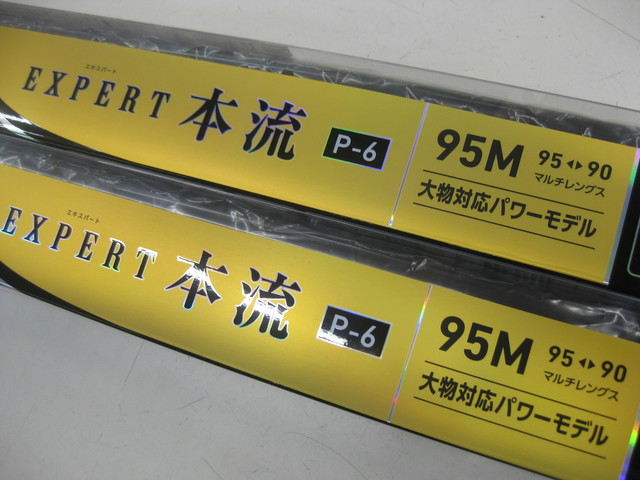 エキスパート
EXPERT 本流 P-6
95M 95◂▸90
マルチレングス
大物対応パワーモデル
エキスパート
EXPERT 本流 P-6
95M 95◂▸90
マルチレングス
大物対応パワーモデル